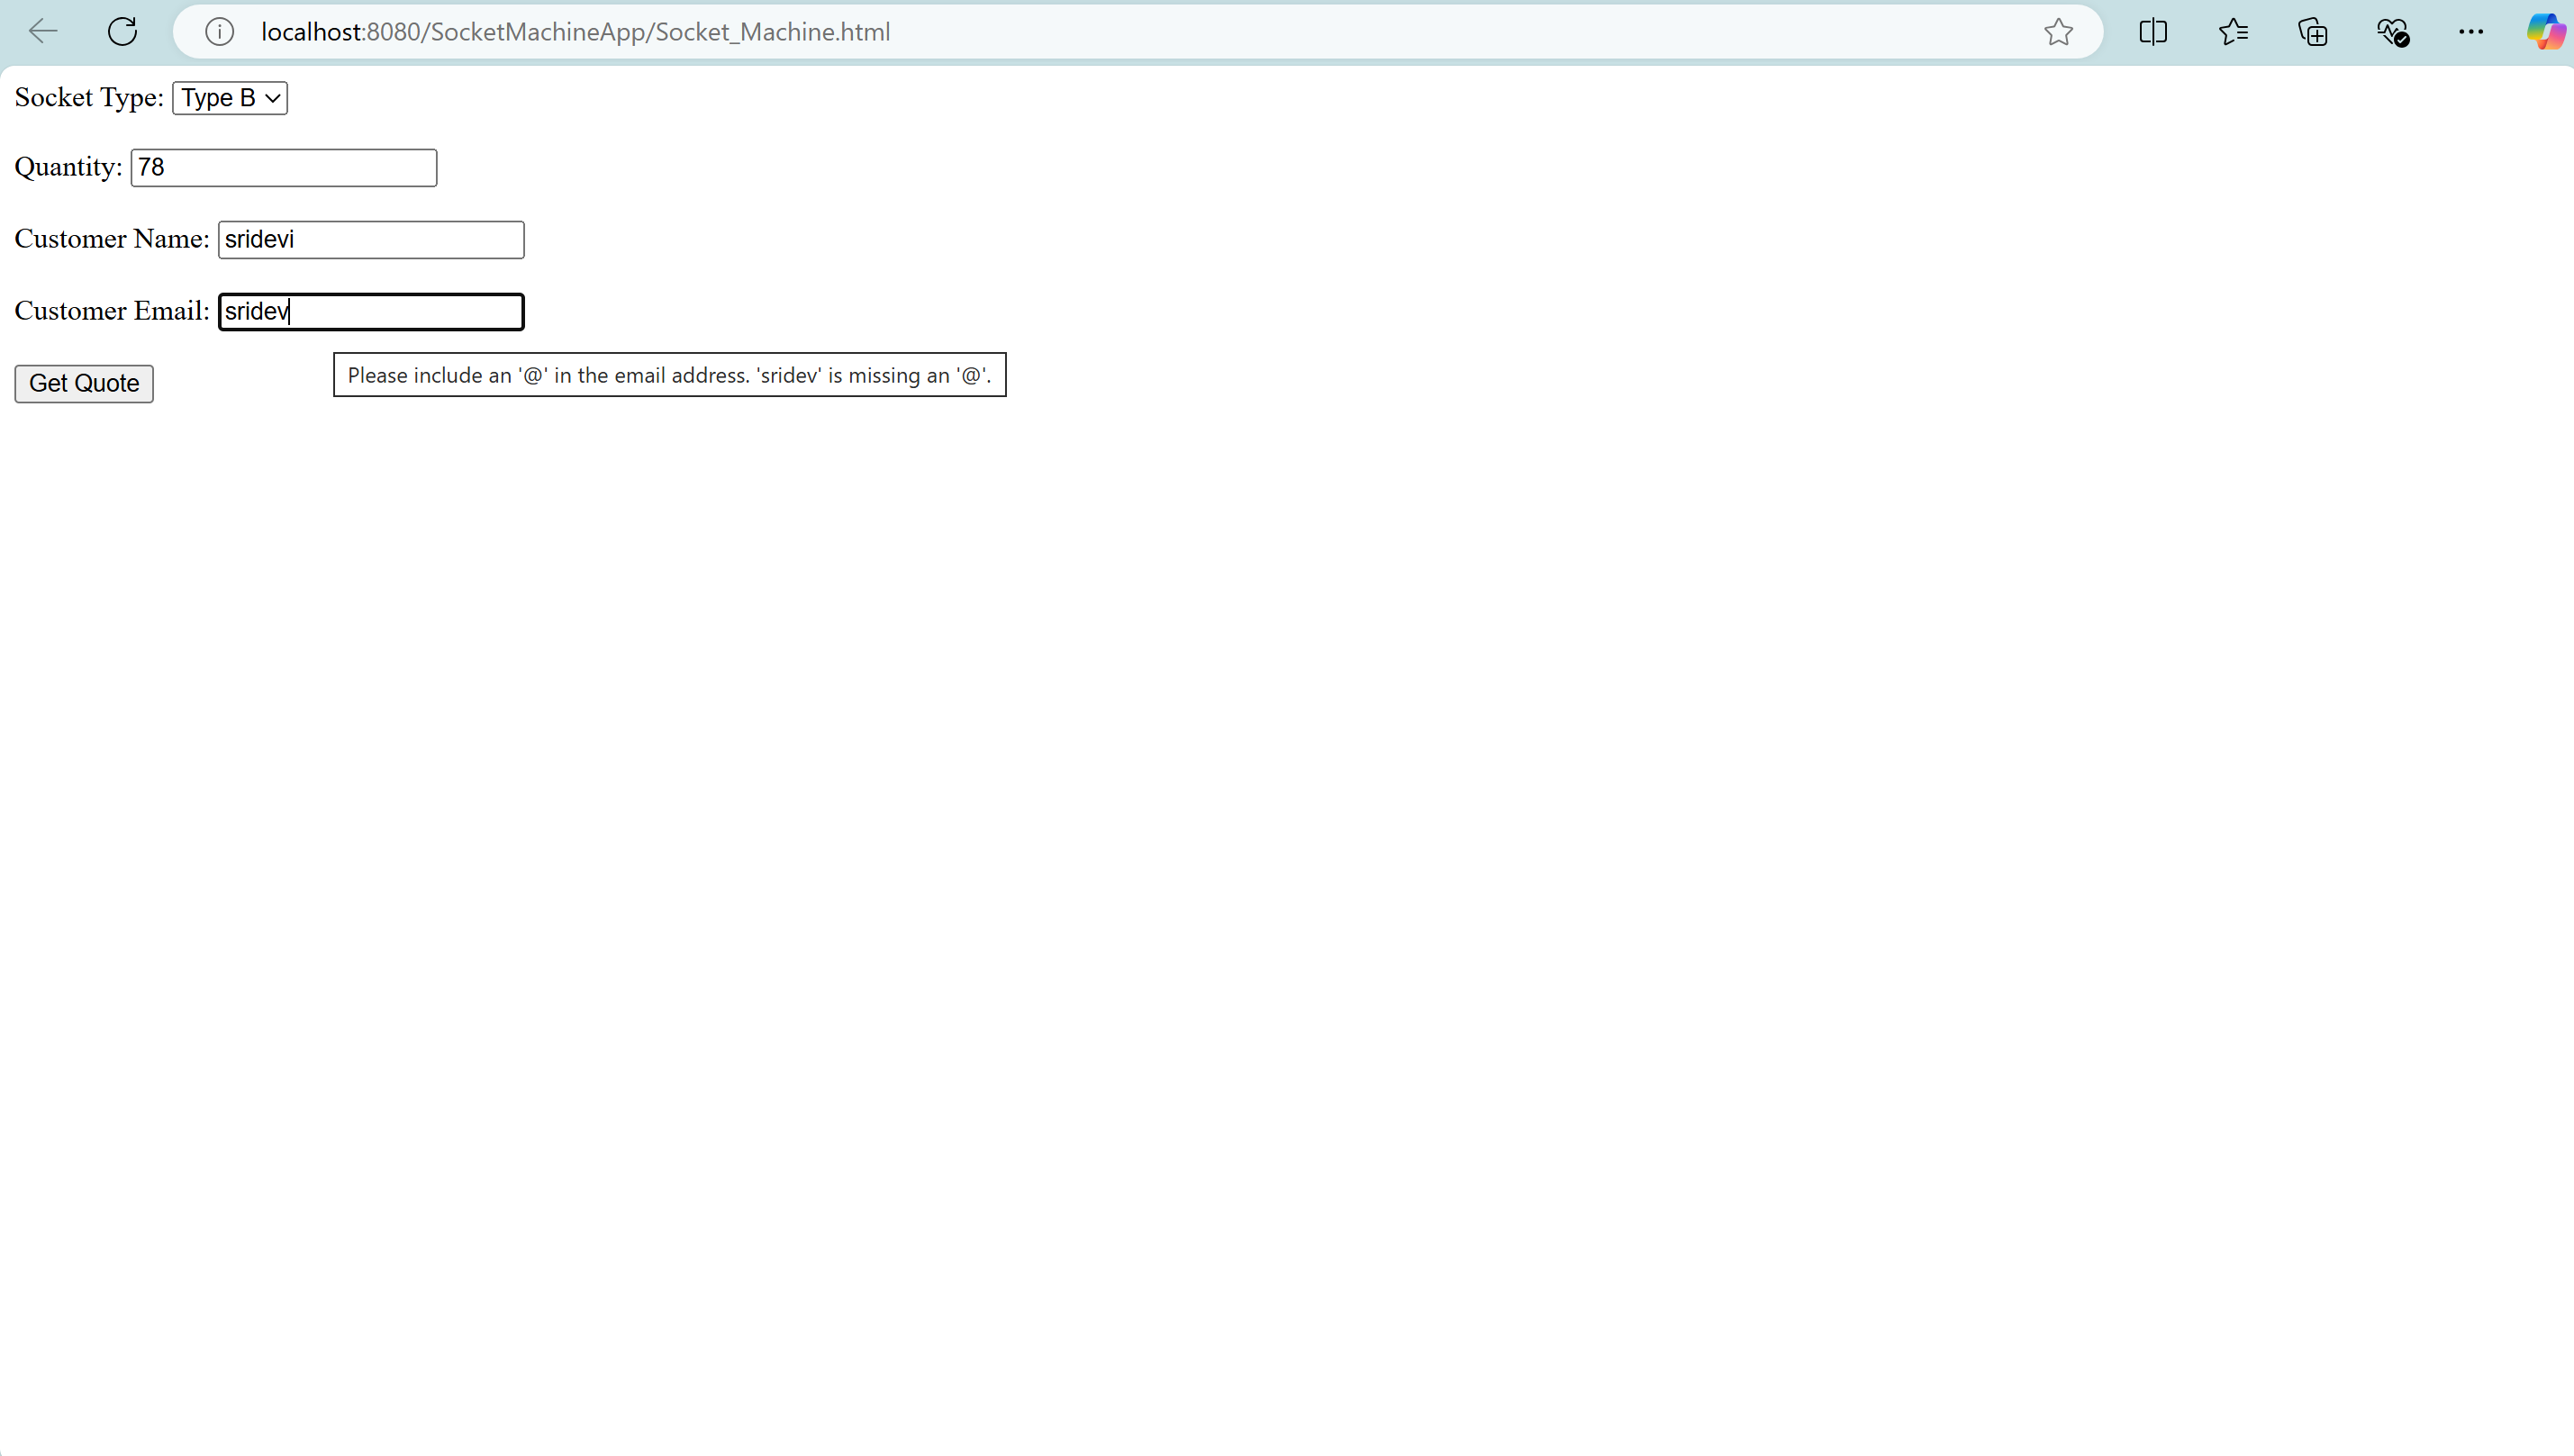 localhost:8080/SocketMachineApp/Socket_Machine.html
Socket Type: Type B
Quantity: 78
Customer Name: sridevi
Customer Email: sridev
Get Quote
Please include an '@' in the email address. 'sridev' is missing an '@'.